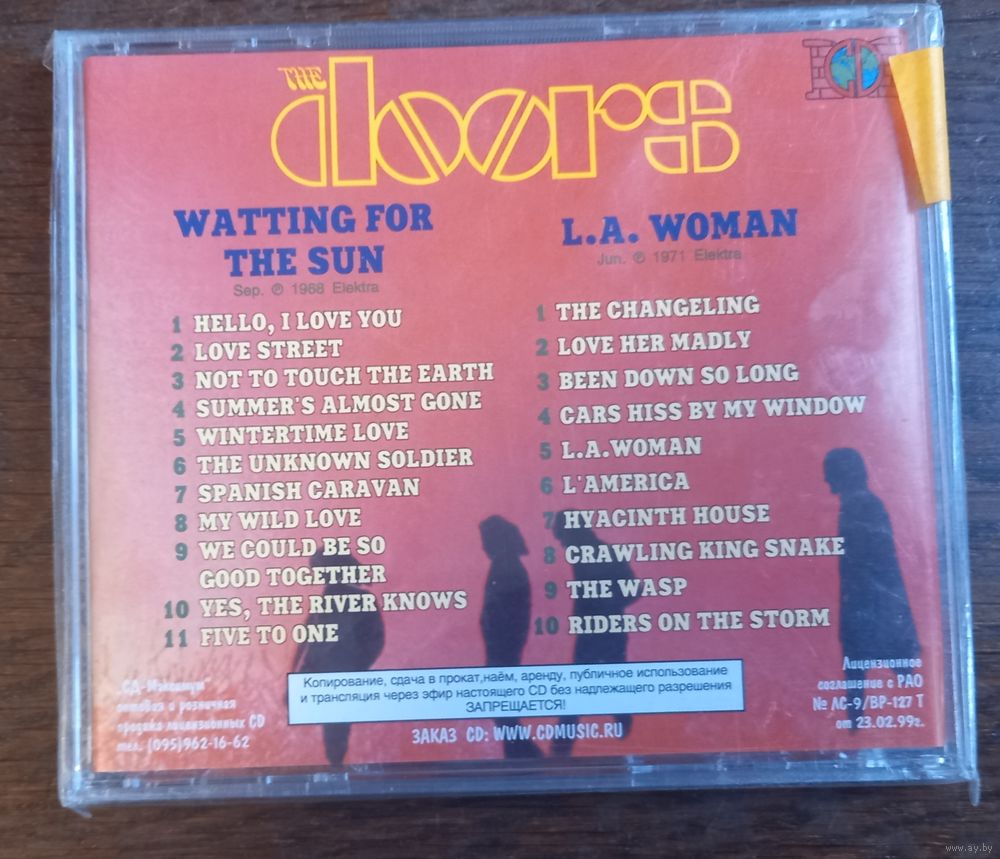 THE
doors
WATTING FOR
THE SUN
Sep. ℗ 1968 Elektra
1 HELLO, I LOVE YOU
2 LOVE STREET
3 NOT TO TOUCH THE EARTH
4 SUMMER'S ALMOST GONE
5 WINTERTIME LOVE
6 THE UNKNOWN SOLDIER
7 SPANISH CARAVAN
8 MY WILD LOVE
9 WE COULD BE SO
GOOD TOGETHER
10 YES, THE RIVER KNOWS
11 FIVE TO ONE
L.A. WOMAN
Jun. ℗ 1971 Elektra
1 THE CHANGELING
2 LOVE HER MADLY
3 BEEN DOWN SO LONG
4 CARS HISS BY MY WINDOW
5 L.A.WOMAN
6 L'AMERICA
7 HYACINTH HOUSE
8 CRAWLING KING SNAKE
9 THE WASP
10 RIDERS ON THE STORM
"СД-Максимум"
оптовая и розничная
продажа лицензионных CD
тел. (095)962-16-62
Копирование, сдача в прокат,наём, аренду, публичное использование
и трансляция через эфир настоящего CD без надлежащего разрешения
ЗАПРЕЩАЕТСЯ!
ЗАКАЗ CD: WWW.CDMUSIC.RU
Лицензионное
соглашение с РАО
№ ЛС-9/ВР-127 Т
от 23.02.99г.
www.ay.by